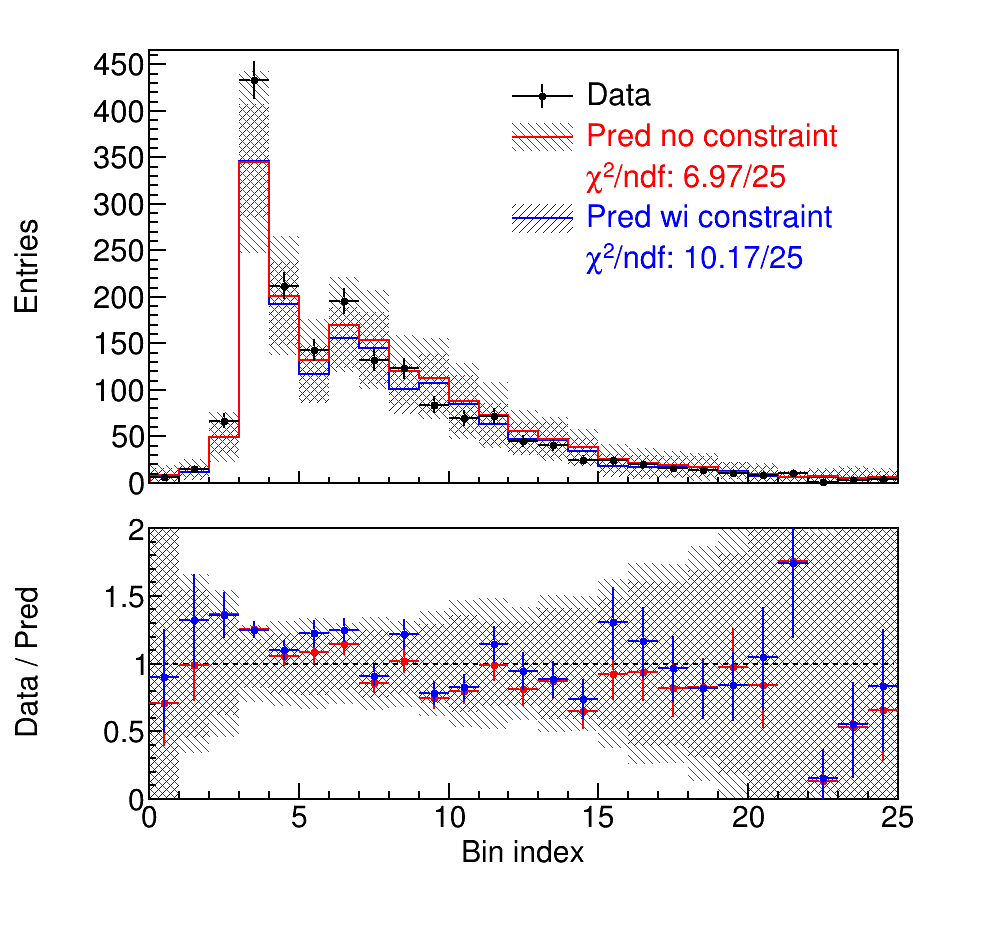 Entries
450
400
350
300
250
200
150
100
50
0
Data
Pred no constraint
χ²/ndf: 6.97/25
Pred wi constraint
χ²/ndf: 10.17/25
Data / Pred
2
1.5
1
0.5
0
0 5 10 15 20 25
Bin index